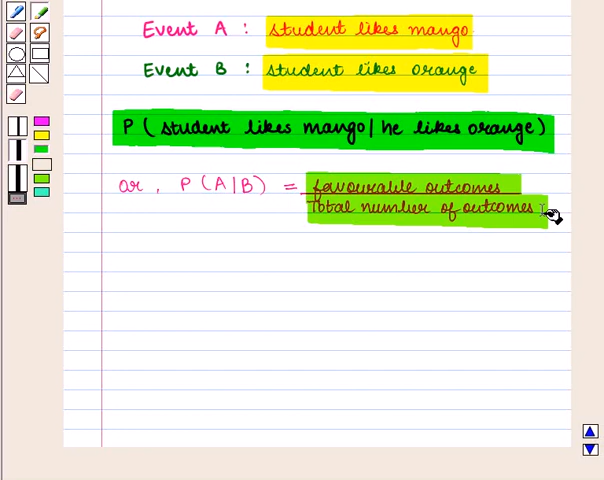 Event A : student likes mango
Event B : student likes orange
P ( student likes mango | he likes orange )
or, P (A|B) = favourable outcomes
Total number of outcomes